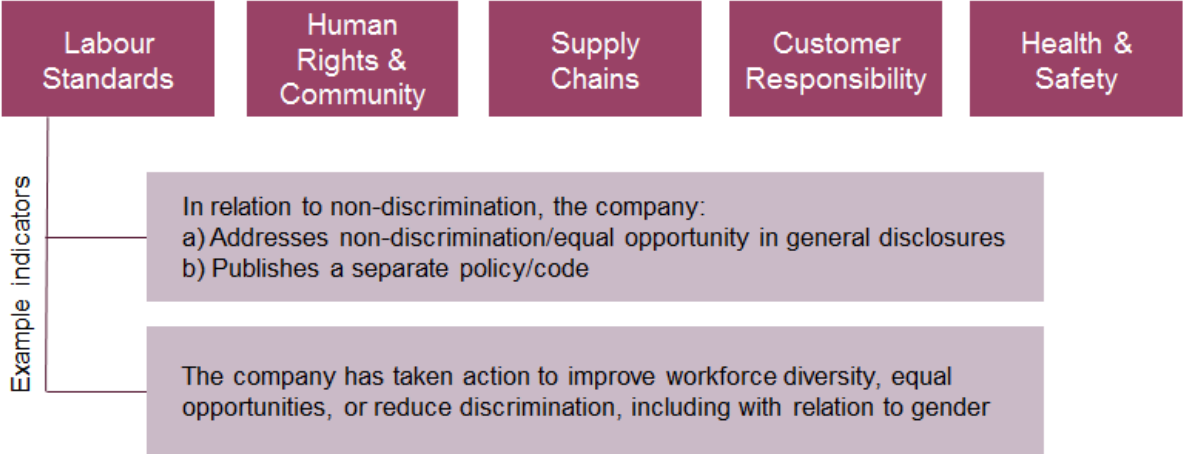 Labour
Standards
Human
Rights &
Community
Supply
Chains
Customer
Responsibility
Health &
Safety
Example indicators
In relation to non-discrimination, the company:
a) Addresses non-discrimination/equal opportunity in general disclosures
b) Publishes a separate policy/code
The company has taken action to improve workforce diversity, equal
opportunities, or reduce discrimination, including with relation to gender